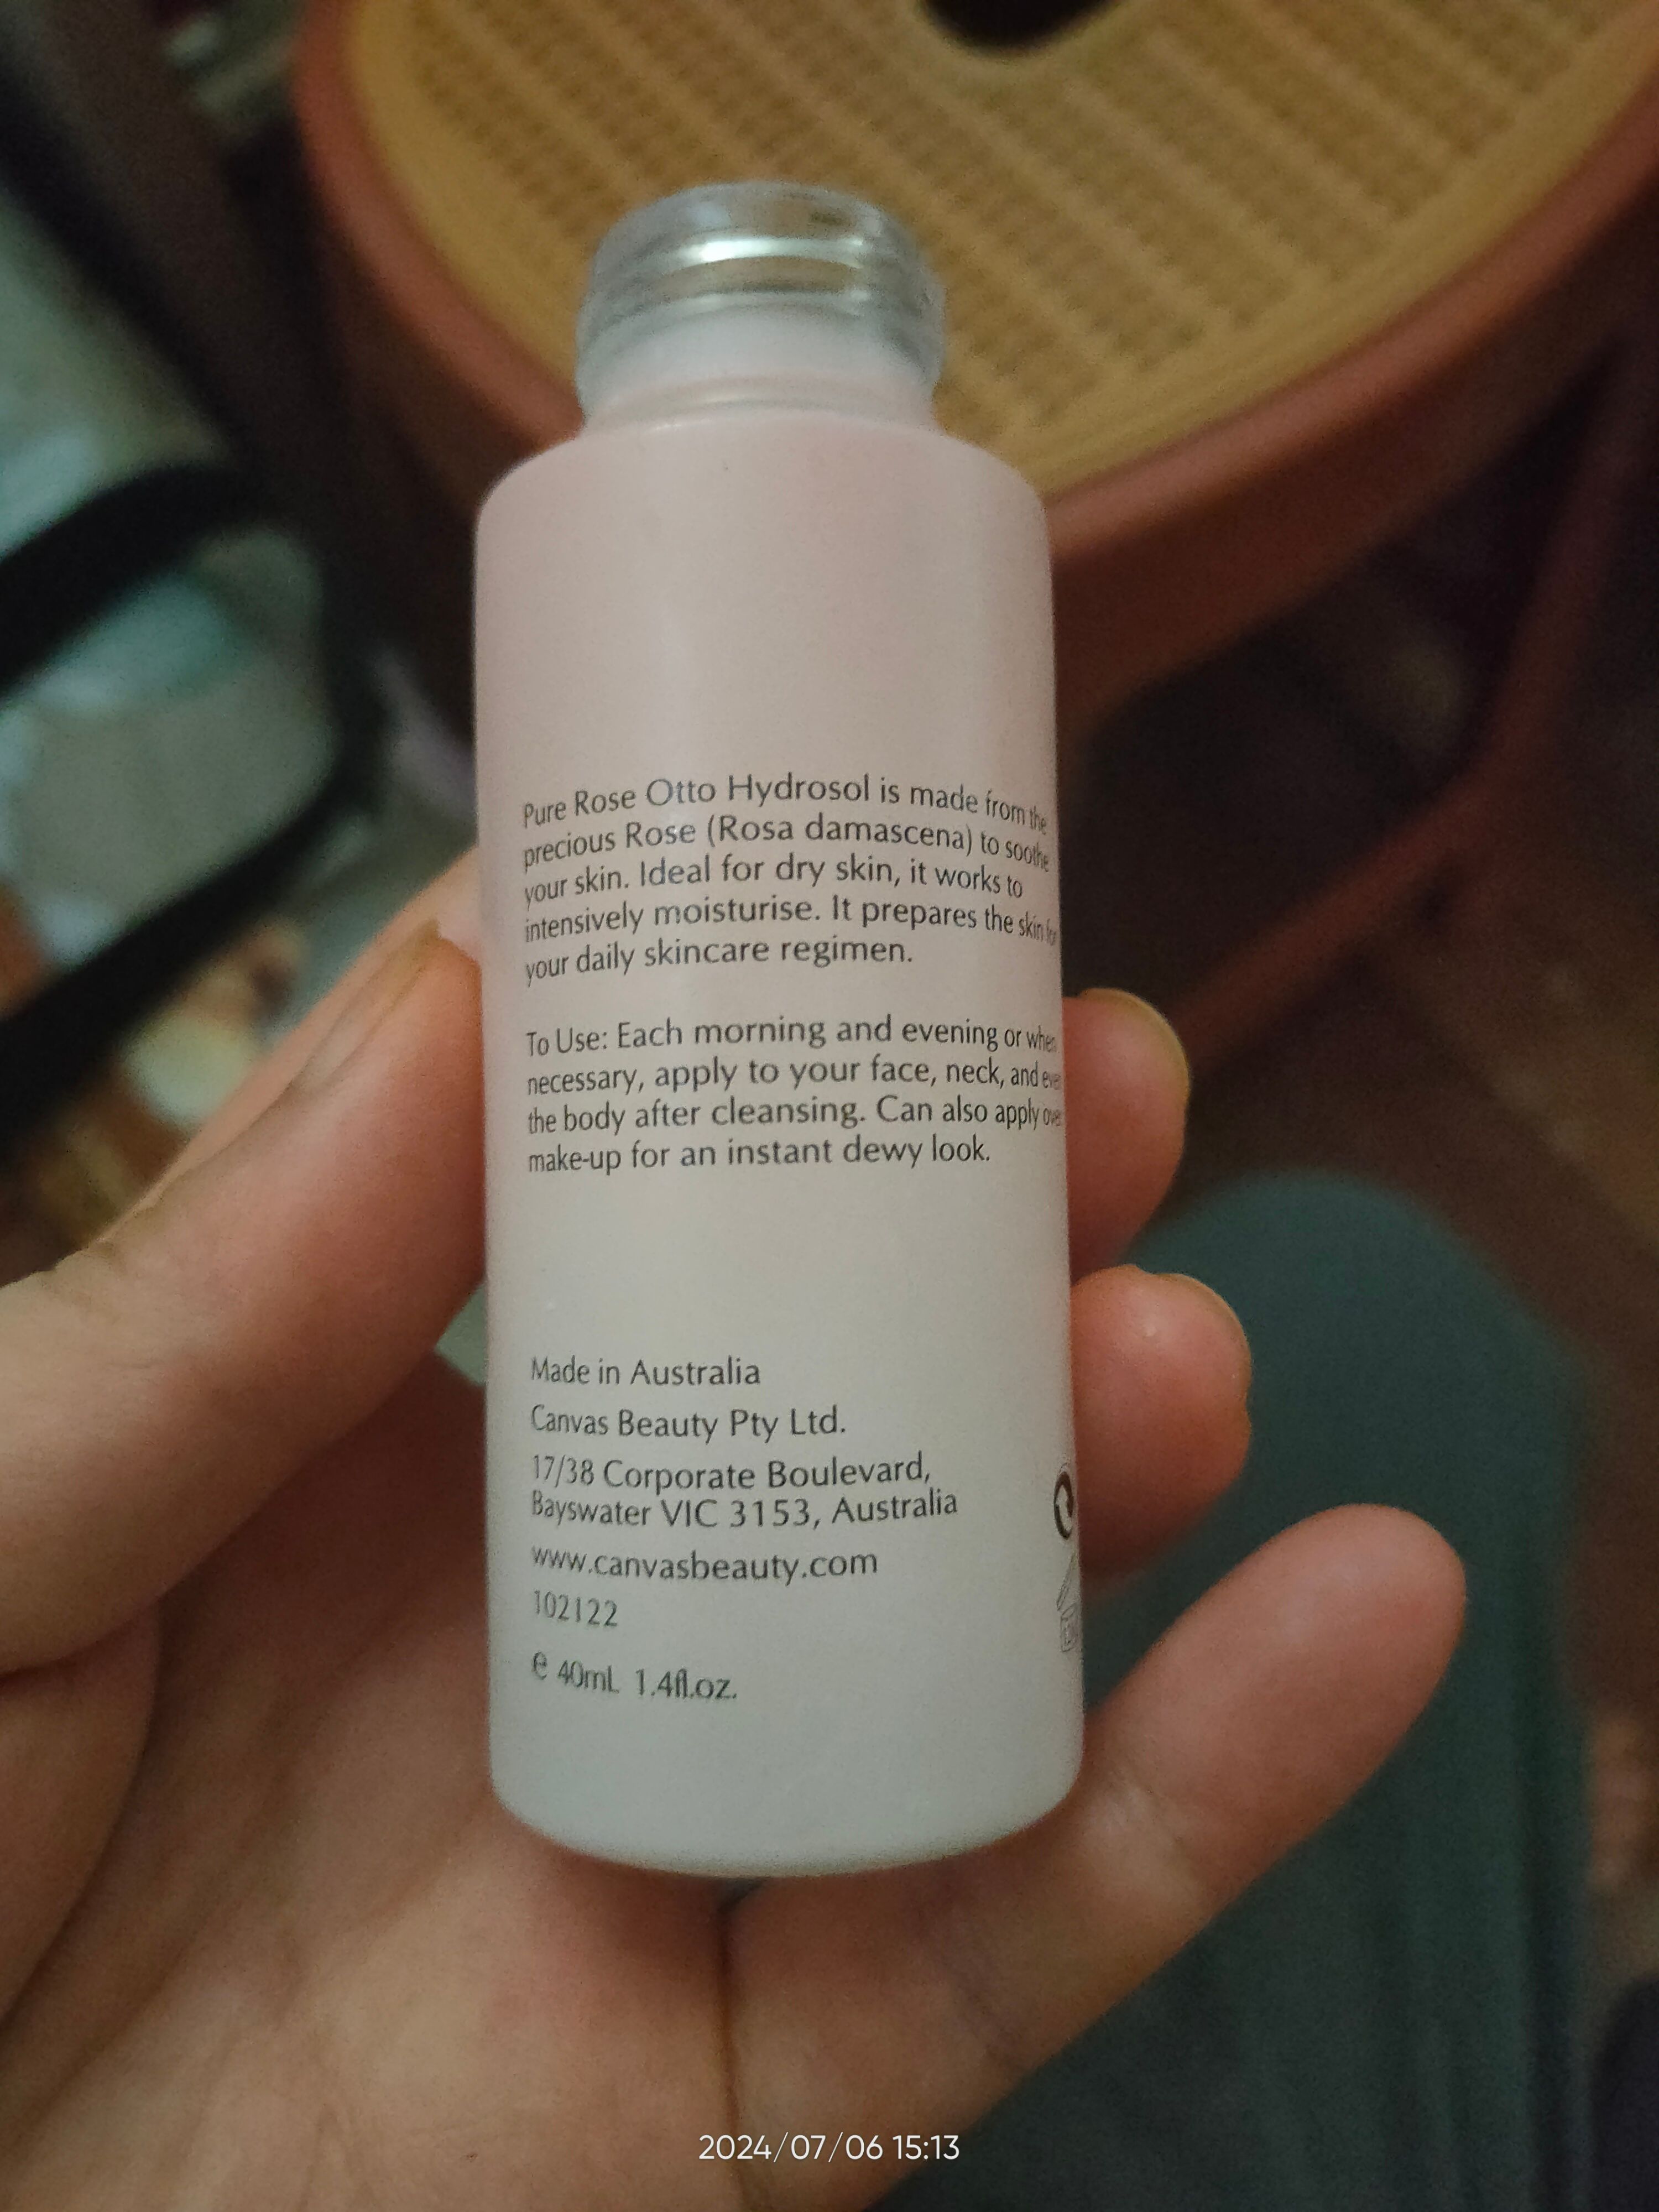 Pure Rose Otto Hydrosol is made from the
precious Rose (Rosa damascena) to soothe
your skin. Ideal for dry skin, it works to
intensively moisturise. It prepares the skin for
your daily skincare regimen.
To Use: Each morning and evening or when
necessary, apply to your face, neck, and even
the body after cleansing. Can also apply over
make-up for an instant dewy look.
Made in Australia
Canvas Beauty Pty Ltd.
17/38 Corporate Boulevard,
Bayswater VIC 3153, Australia
www.canvasbeauty.com
102122
e 40mL 1.4fl.oz.
2024/07/06 15:13